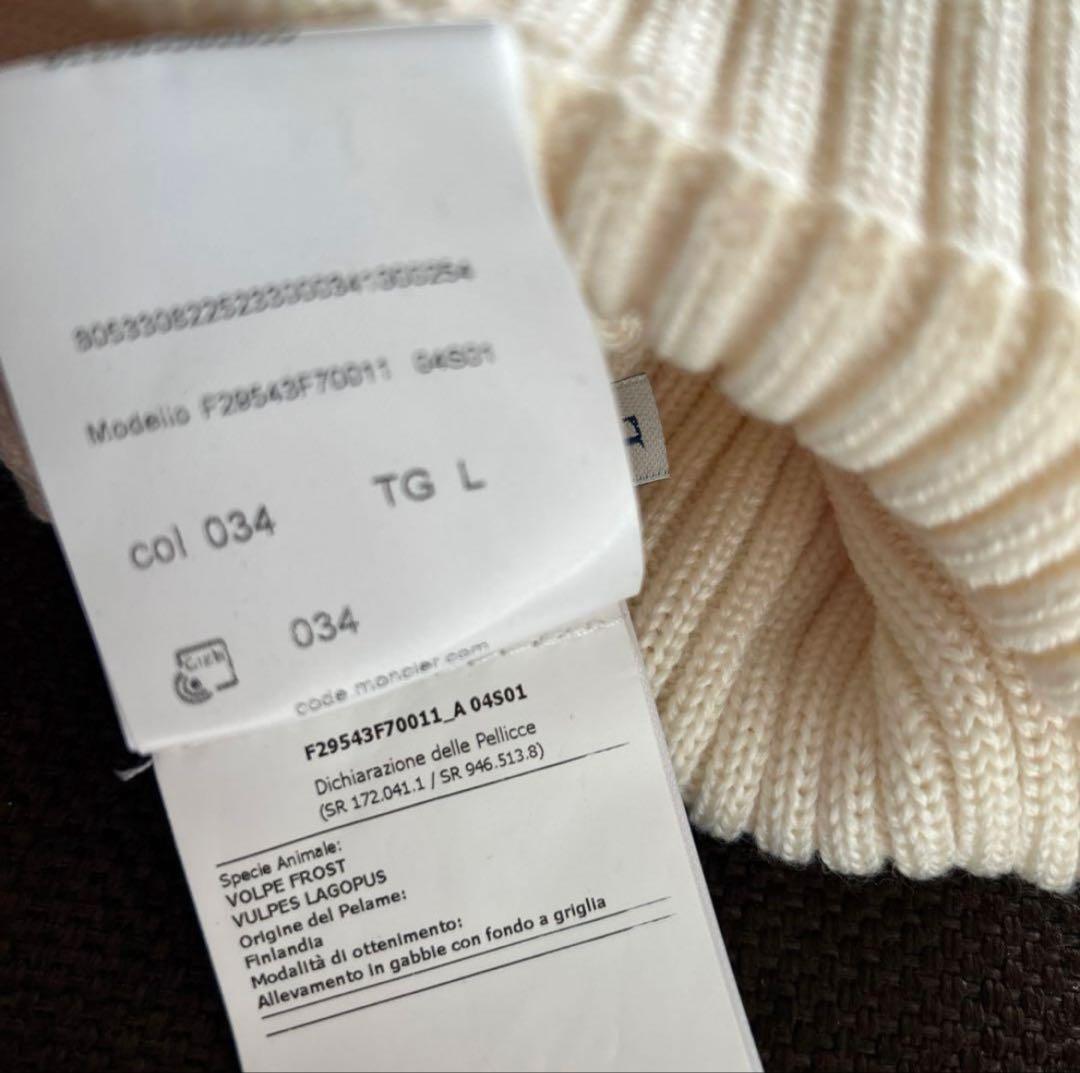 Modello F29543F70011 04S01
col 034 TG L
034
code.moncler.com
F29543F70011_A 04S01
Dichiarazione delle Pellicce
(SR 172.041.1 / SR 946.513.8)
Specie Animale:
VOLPE FROST
VULPES LAGOPUS
Origine del Pelame:
Finlandia
Modalità di ottenimento:
Allevamento in gabbie con fondo a griglia
L